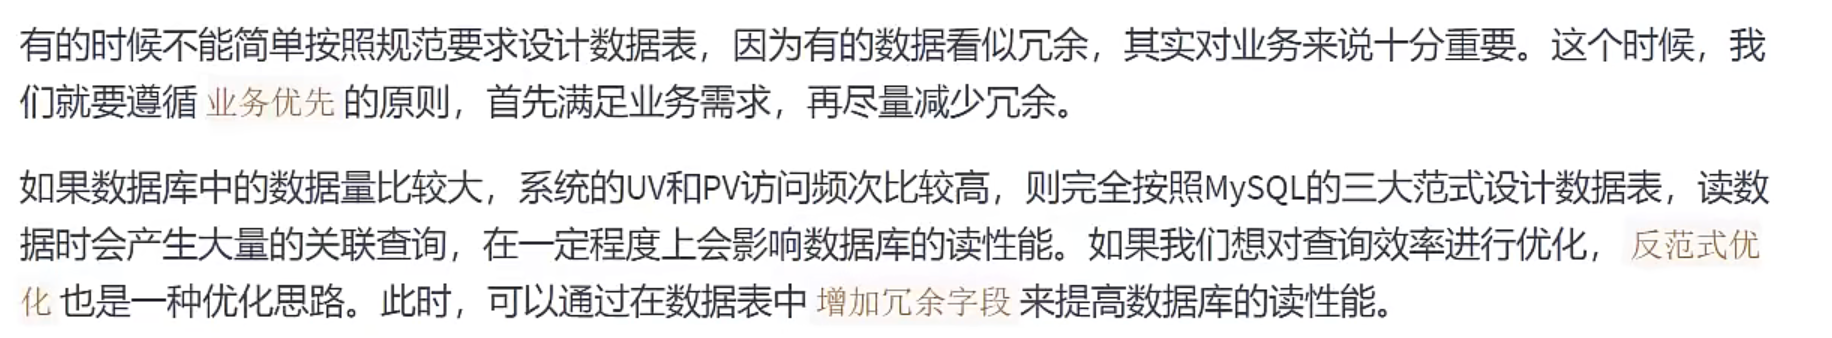 有的时候不能简单按照规范要求设计数据表，因为有的数据看似冗余，其实对业务来说十分重要。这个时候，我
们就要遵循 业务优先 的原则，首先满足业务需求，再尽量减少冗余。
如果数据库中的数据量比较大，系统的UV和PV访问频次比较高，则完全按照MySQL的三大范式设计数据表，读数
据时会产生大量的关联查询，在一定程度上会影响数据库的读性能。如果我们想对查询效率进行优化， 反范式优
化 也是一种优化思路。此时，可以通过在数据表中 增加冗余字段 来提高数据库的读性能。